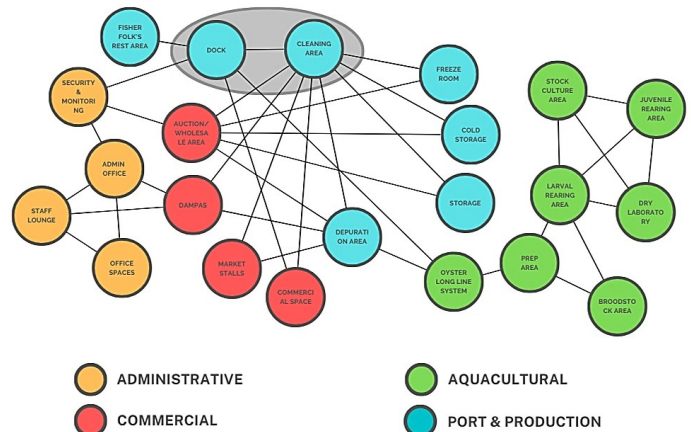 FISHER
FOLK'S
REST AREA
DOCK
CLEANING
AREA
FREEZE
ROOM
STOCK
CULTURE
AREA
JUVENILE
REARING
AREA
SECURITY
&
MONITORI
NG
AUCTION/
WHOLESA
LE AREA
COLD
STORAGE
ADMIN
OFFICE
STAFF
LOUNGE
DAMPAS
STORAGE
LARVAL
REARING
AREA
DRY
LABORATO
RY
OFFICE
SPACES
MARKET
STALLS
DEPURATI
ON AREA
COMMERCI
AL SPACE
OYSTER
LONG LINE
SYSTEM
PREP
AREA
BROODSTO
CK AREA
ADMINISTRATIVE
AQUACULTURAL
COMMERCIAL
PORT & PRODUCTION